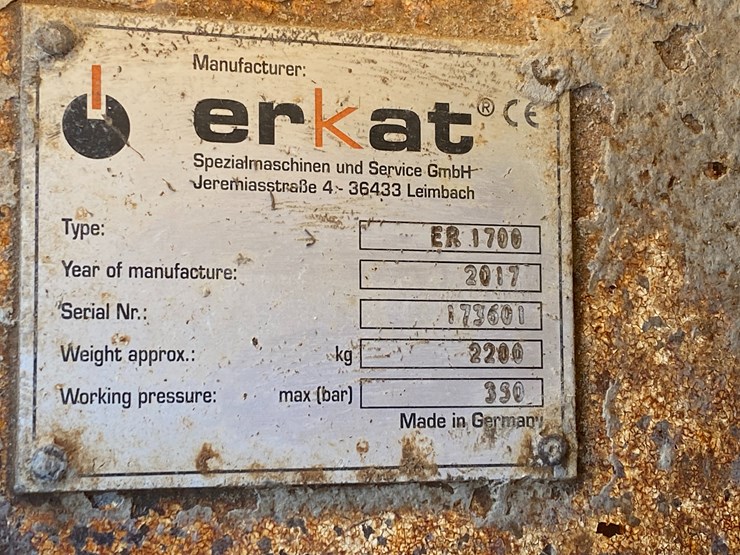 Manufacturer:
erkat® CE
Spezialmaschinen und Service GmbH
Jeremiasstraße 4 - 36433 Leimbach
Type: ER 1700
Year of manufacture: 2017
Serial Nr.: 173601
Weight approx.: kg 2200
Working pressure: max (bar) 350
Made in Germany